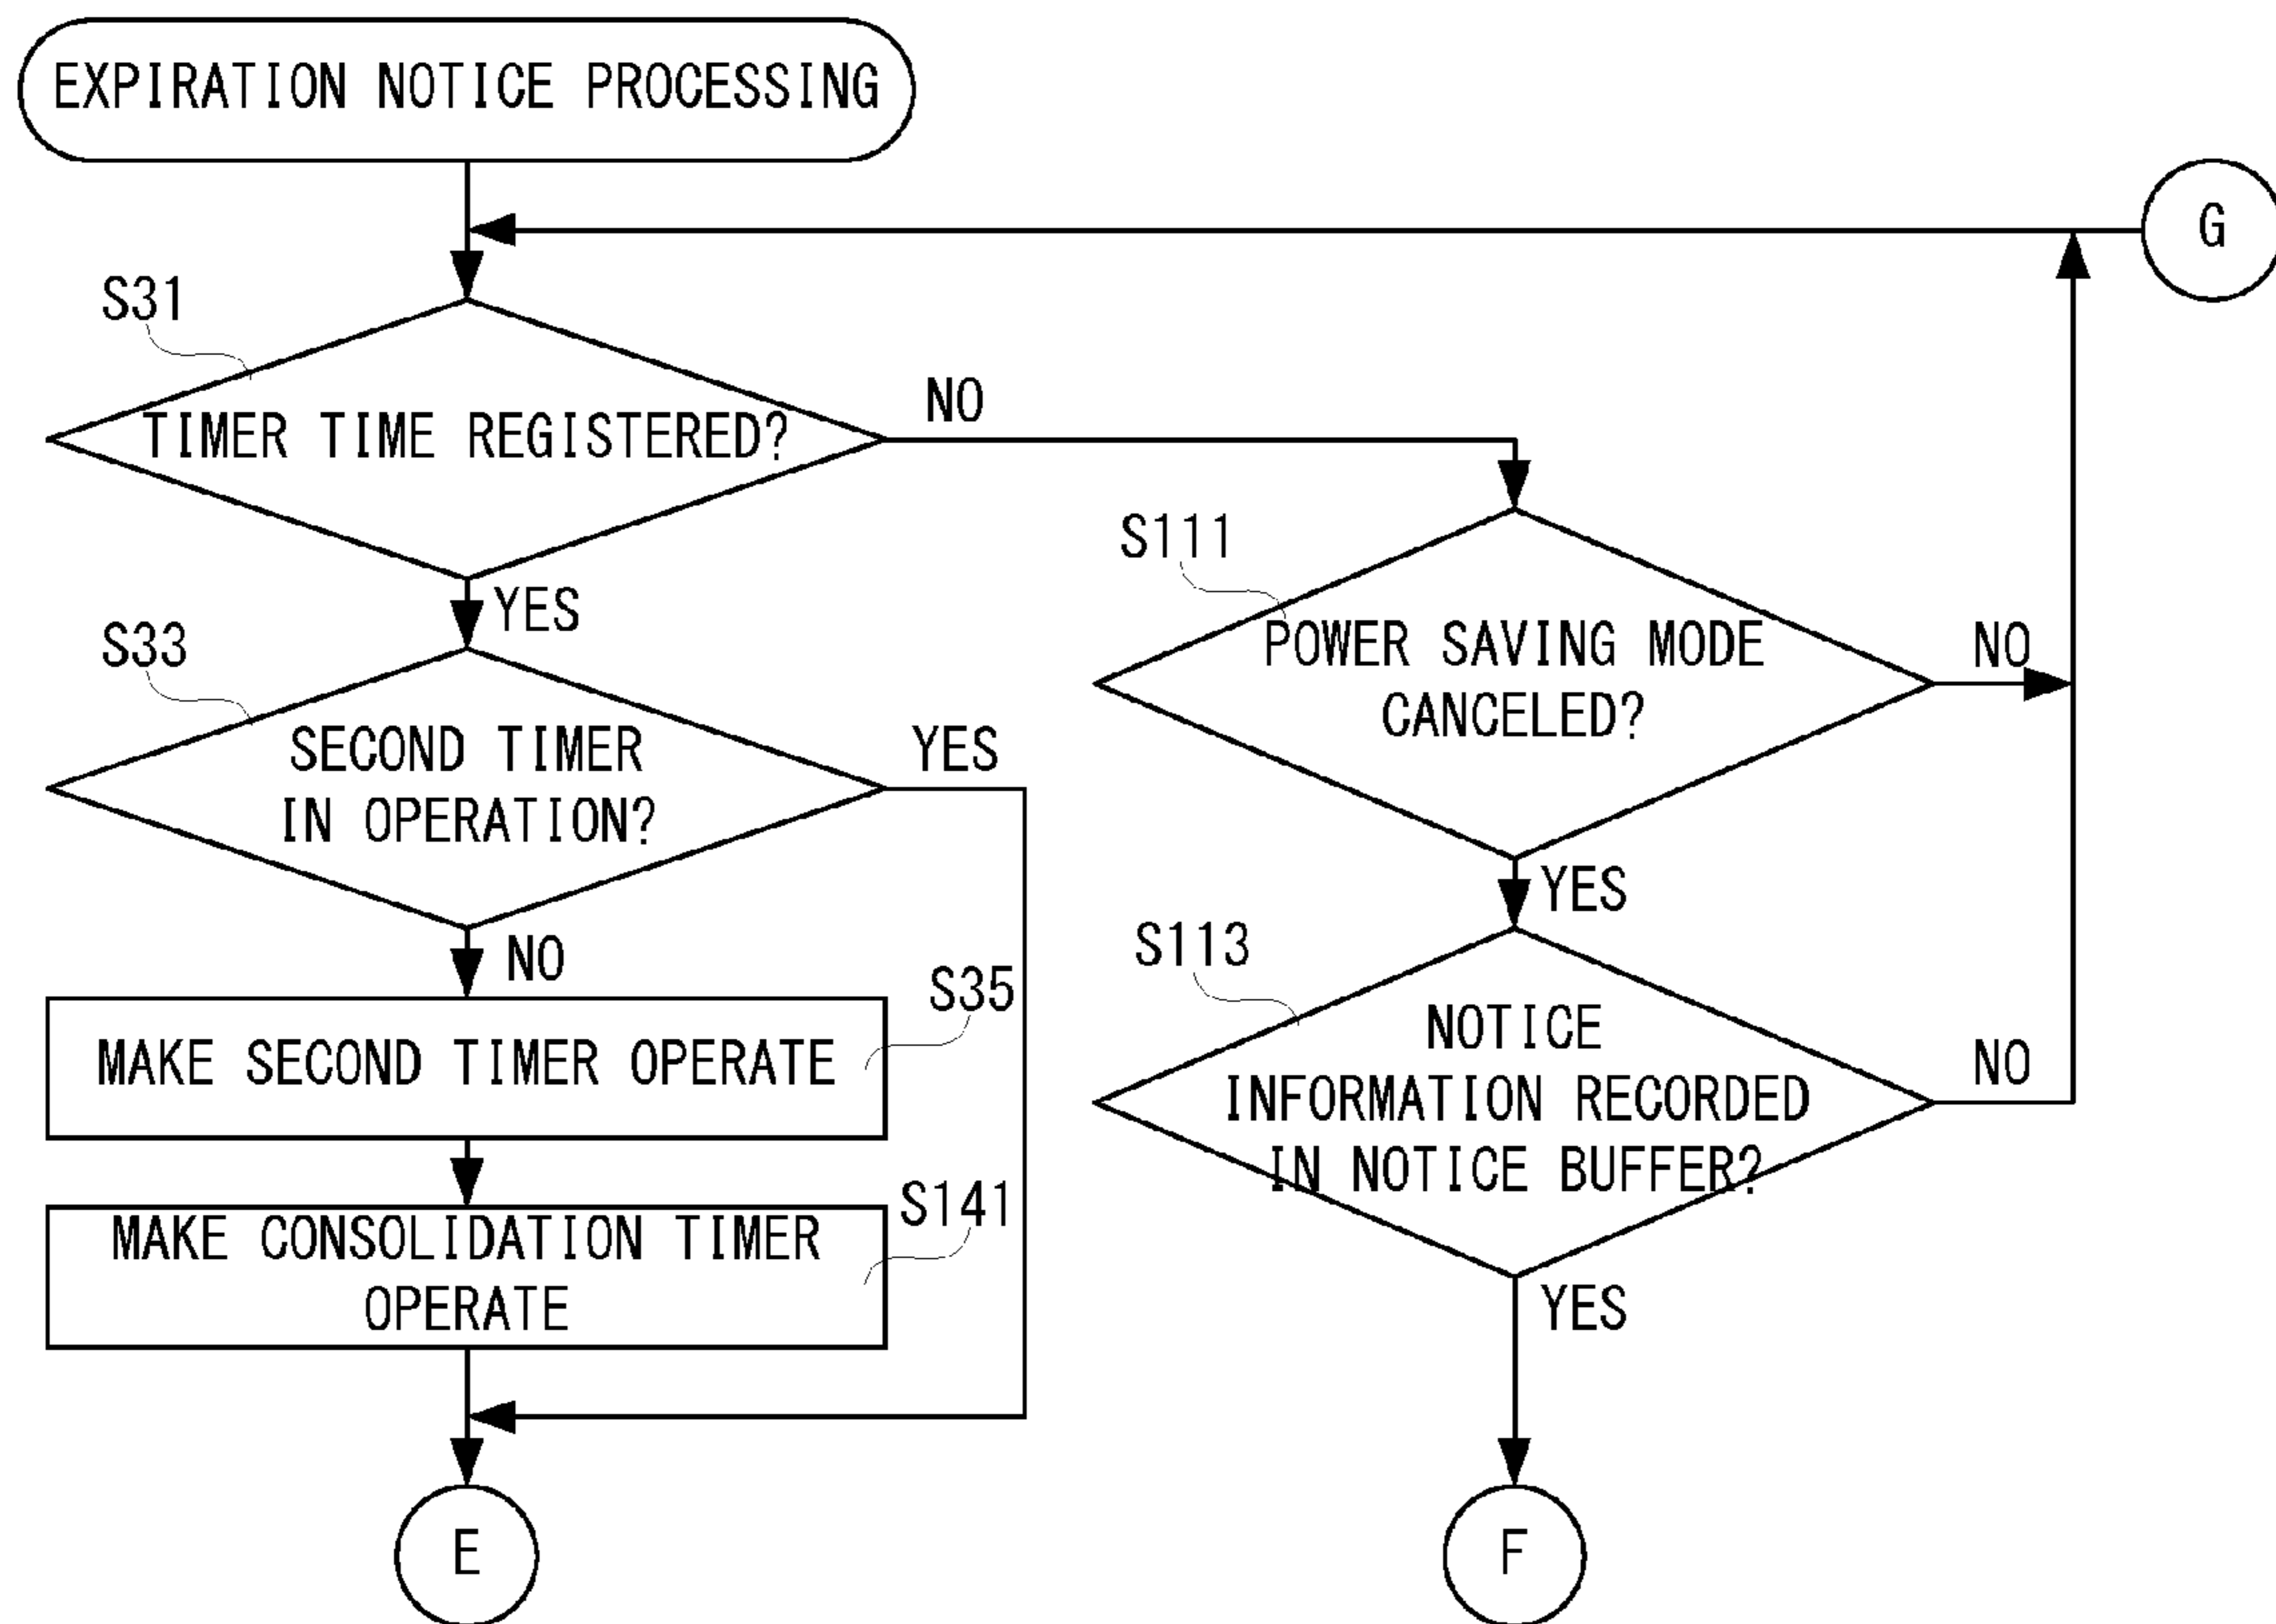 EXPIRATION NOTICE PROCESSING
G
S31
TIMER TIME REGISTERED?
NO
YES
S111
POWER SAVING MODE
CANCELED?
NO
YES
S33
SECOND TIMER
IN OPERATION?
YES
NO
S35
MAKE SECOND TIMER OPERATE
S113
NOTICE
INFORMATION RECORDED
IN NOTICE BUFFER?
NO
YES
S141
MAKE CONSOLIDATION TIMER
OPERATE
E
F